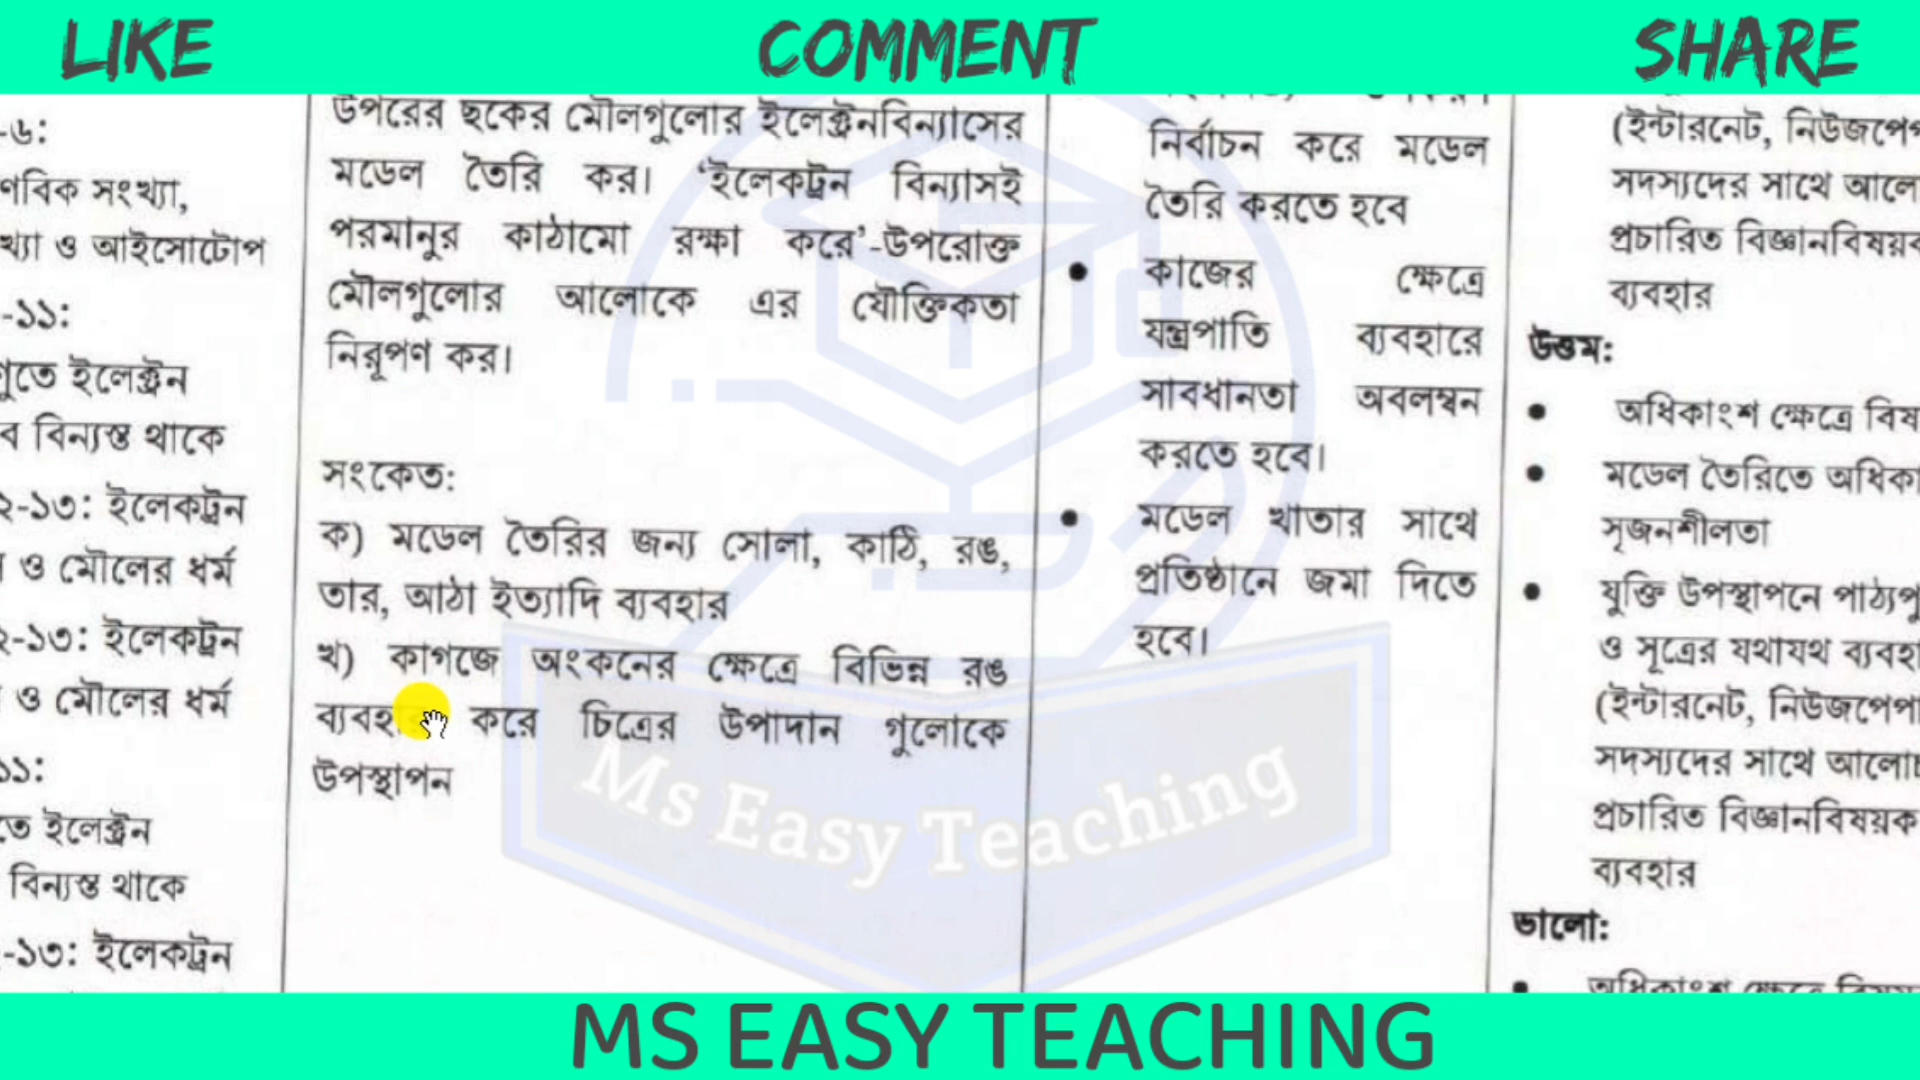 LIKE
COMMENT
SHARE
-৬:
ণবিক সংখ্যা,
খ্যা ও আইসোটোপ
-১১:
ণুতে ইলেক্ট্রন
ব বিন্যস্ত থাকে
২-১৩: ইলেকট্রন
ও মৌলের ধর্ম
২-১৩: ইলেকট্রন
ও মৌলের ধর্ম
১১:
তে ইলেক্ট্রন
বিন্যস্ত থাকে
-১৩: ইলেকট্রন
উপরের ছকের মৌলগুলোর ইলেক্ট্রনবিন্যাসের
মডেল তৈরি কর। ‘ইলেকট্রন বিন্যাসই
পরমানুর কাঠামো রক্ষা করে’-উপরোক্ত
মৌলগুলোর আলোকে এর যৌক্তিকতা
নিরূপণ কর।
সংকেত:
ক) মডেল তৈরির জন্য সোলা, কাঠি, রঙ,
তার, আঠা ইত্যাদি ব্যবহার
খ) কাগজে অংকনের ক্ষেত্রে বিভিন্ন রঙ
করে চিত্রের উপাদান গুলোকে
উপস্থাপন
নির্বাচন করে মডেল
তৈরি করতে হবে
• কাজের ক্ষেত্রে
যন্ত্রপাতি ব্যবহারে
সাবধানতা অবলম্বন
করতে হবে।
• মডেল খাতার সাথে
প্রতিষ্ঠানে জমা দিতে
হবে।
(ইন্টারনেট, নিউজপেপ
সদস্যদের সাথে আলো
প্রচারিত বিজ্ঞানবিষয়ক
ব্যবহার
উত্তম:
• অধিকাংশ ক্ষেত্রে বিষ
• মডেল তৈরিতে অধিকা
সৃজনশীলতা
• যুক্তি উপস্থাপনে পাঠ্যপু
ও সূত্রের যথাযথ ব্যবহা
(ইন্টারনেট, নিউজপেপা
সদস্যদের সাথে আলোচ
প্রচারিত বিজ্ঞানবিষয়ক
ব্যবহার
ভালো:
Ms Easy Teaching
MS EASY TEACHING